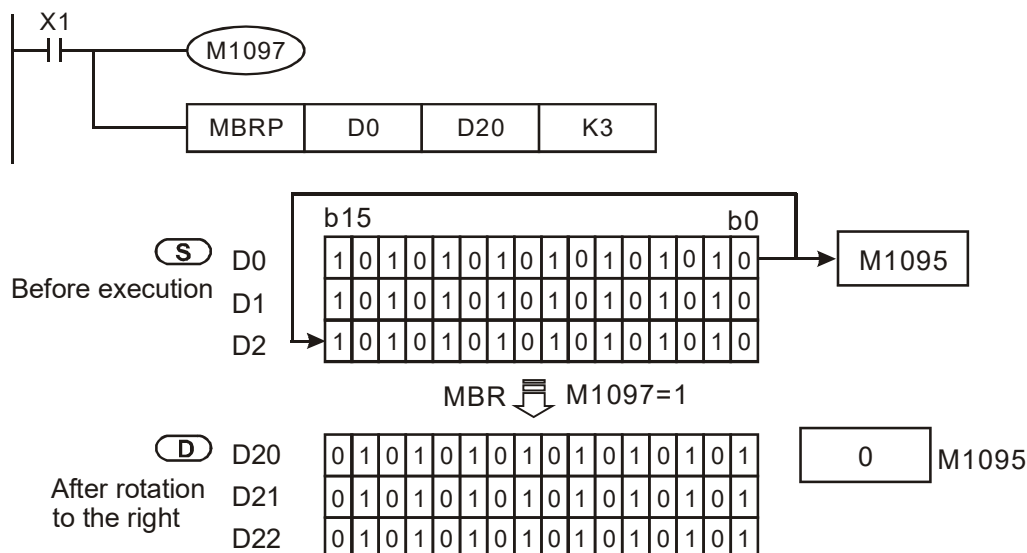 X1
M1097
MBRP D0 D20 K3
b15 b0
S D0 1 0 1 0 1 0 1 0 1 0 1 0 1 0 1 0 M1095
Before execution D1 1 0 1 0 1 0 1 0 1 0 1 0 1 0 1 0
D2 1 0 1 0 1 0 1 0 1 0 1 0 1 0 1 0
MBR M1097=1
D D20 0 1 0 1 0 1 0 1 0 1 0 1 0 1 0 1 0 M1095
After rotation D21 0 1 0 1 0 1 0 1 0 1 0 1 0 1 0 1
to the right D22 0 1 0 1 0 1 0 1 0 1 0 1 0 1 0 1